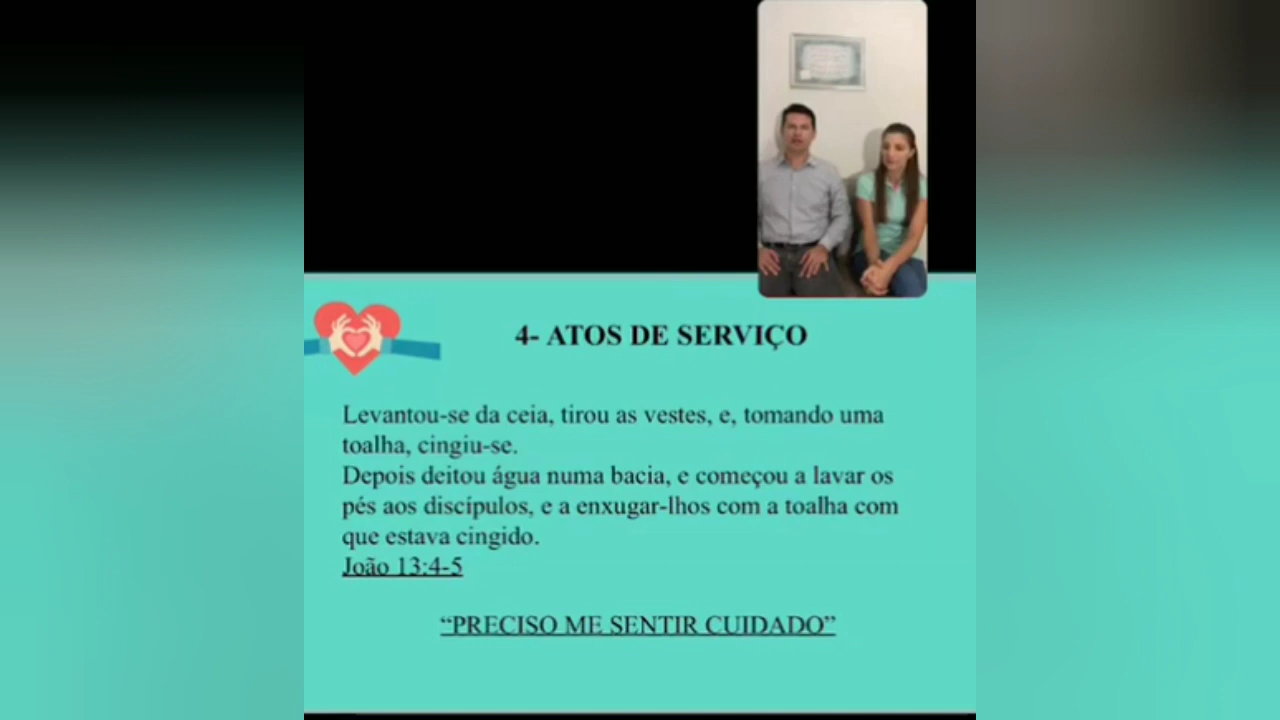 4- ATOS DE SERVIÇO
Levantou-se da ceia, tirou as vestes, e, tomando uma
toalha, cingiu-se.
Depois deitou água numa bacia, e começou a lavar os
pés aos discípulos, e a enxugar-lhos com a toalha com
que estava cingido.
João 13:4-5
“PRECISO ME SENTIR CUIDADO”